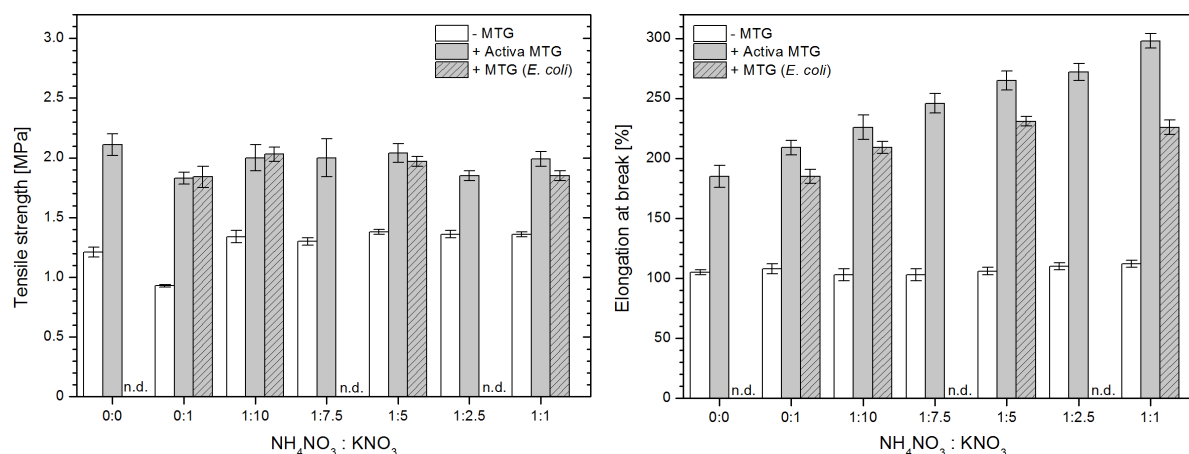 - MTG
+ Activa MTG
+ MTG (E. coli)
3.0
2.5
2.0
1.5
1.0
0.5
0
Tensile strength [MPa]
n.d.
n.d.
n.d.
0:0 0:1 1:10 1:7.5 1:5 1:2.5 1:1
NH₄NO₃ : KNO₃
- MTG
+ Activa MTG
+ MTG (E. coli)
300
250
200
150
100
50
0
Elongation at break [%]
n.d.
n.d.
n.d.
0:0 0:1 1:10 1:7.5 1:5 1:2.5 1:1
NH₄NO₃ : KNO₃